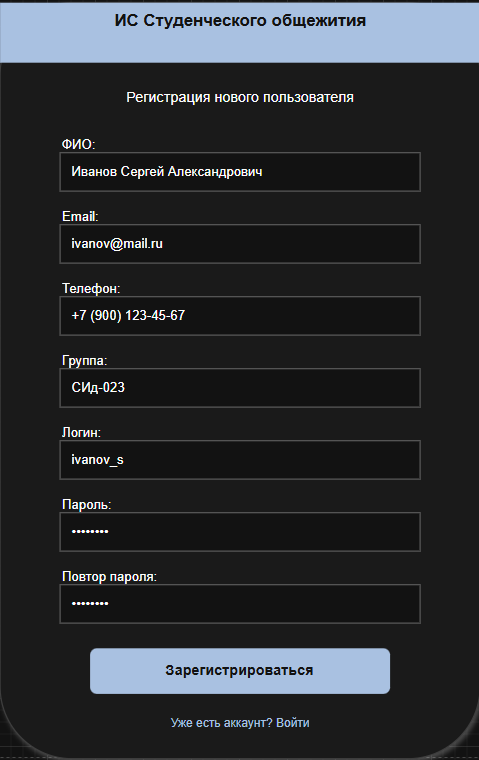 ИС Студенческого общежития
Регистрация нового пользователя
ФИО:
Иванов Сергей Александрович
Email:
ivanov@mail.ru
Телефон:
+7 (900) 123-45-67
Группа:
СИд-023
Логин:
ivanov_s
Пароль:
••••••••
Повтор пароля:
••••••••
Зарегистрироваться
Уже есть аккаунт? Войти